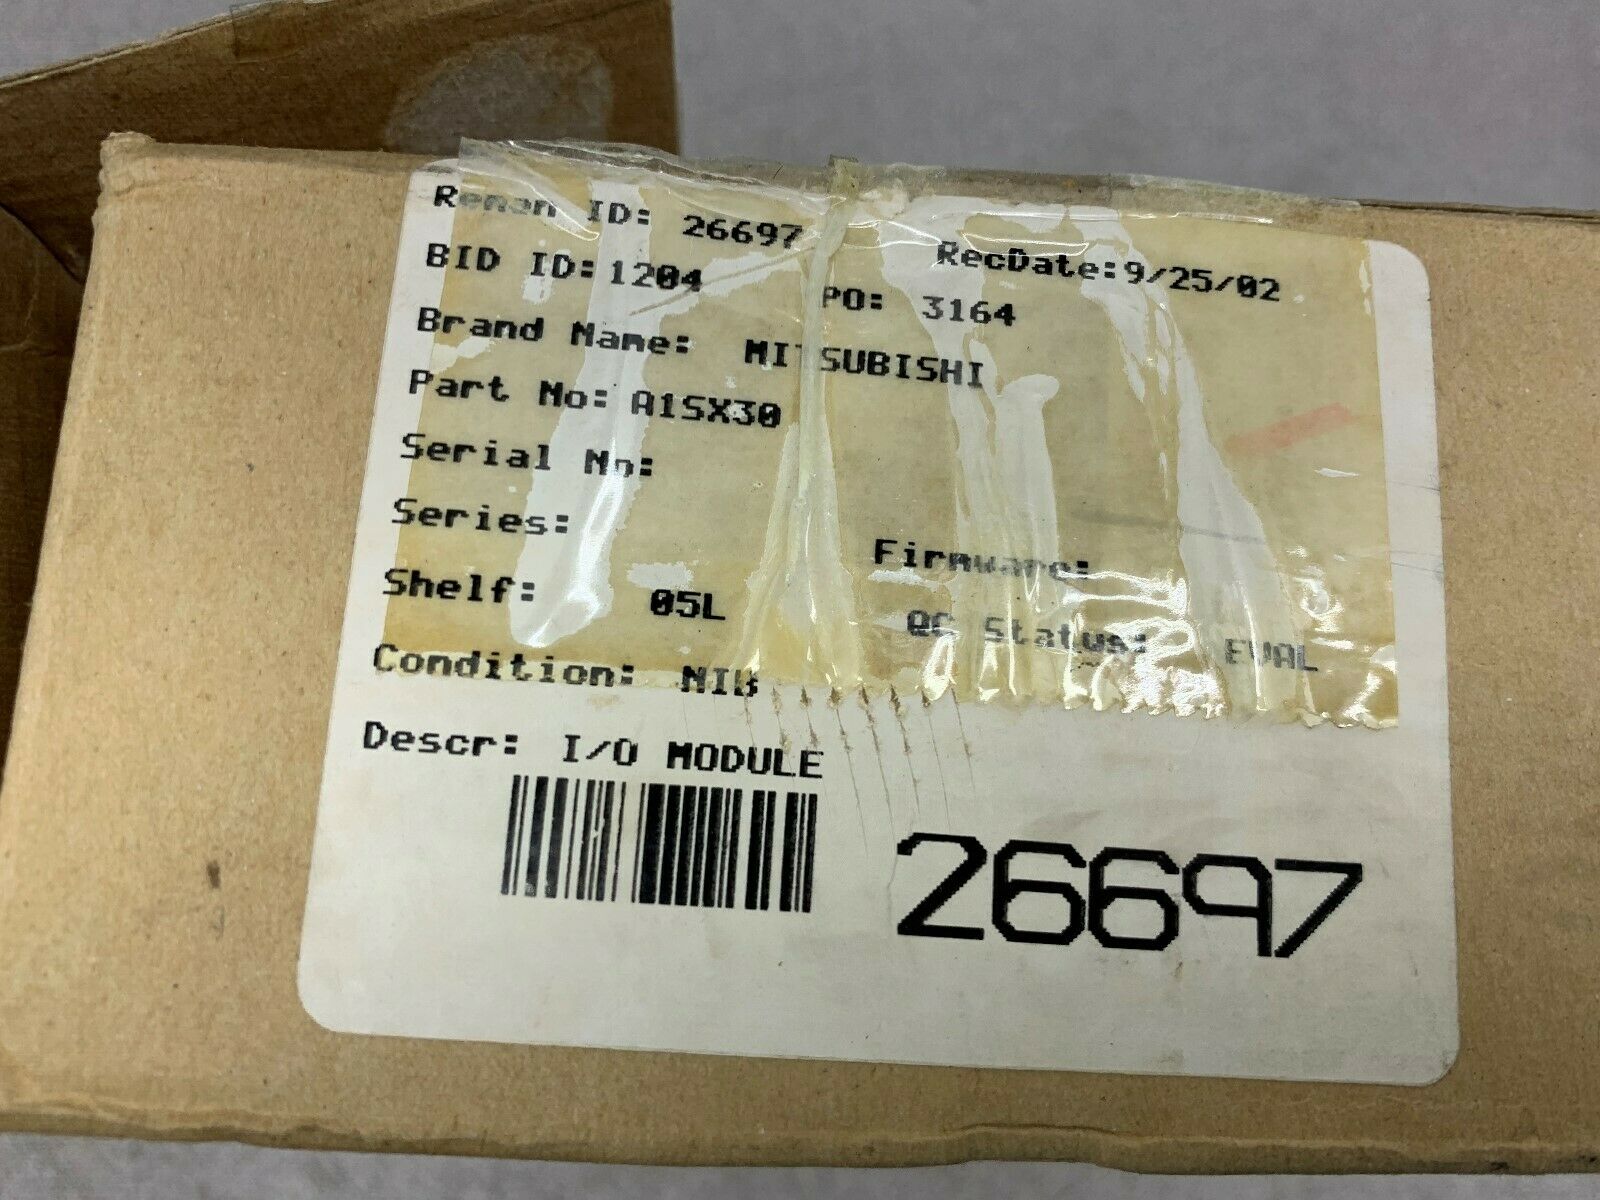 Reman ID: 26697 RecDate: 9/25/02
BID ID: 1204 PO: 3164
Brand Name: MITSUBISHI
Part No: A1SX30
Serial No:
Series: Firmware:
Shelf: 05L QC Status: EVAL
Condition: NIB
Descr: I/O MODULE
26697